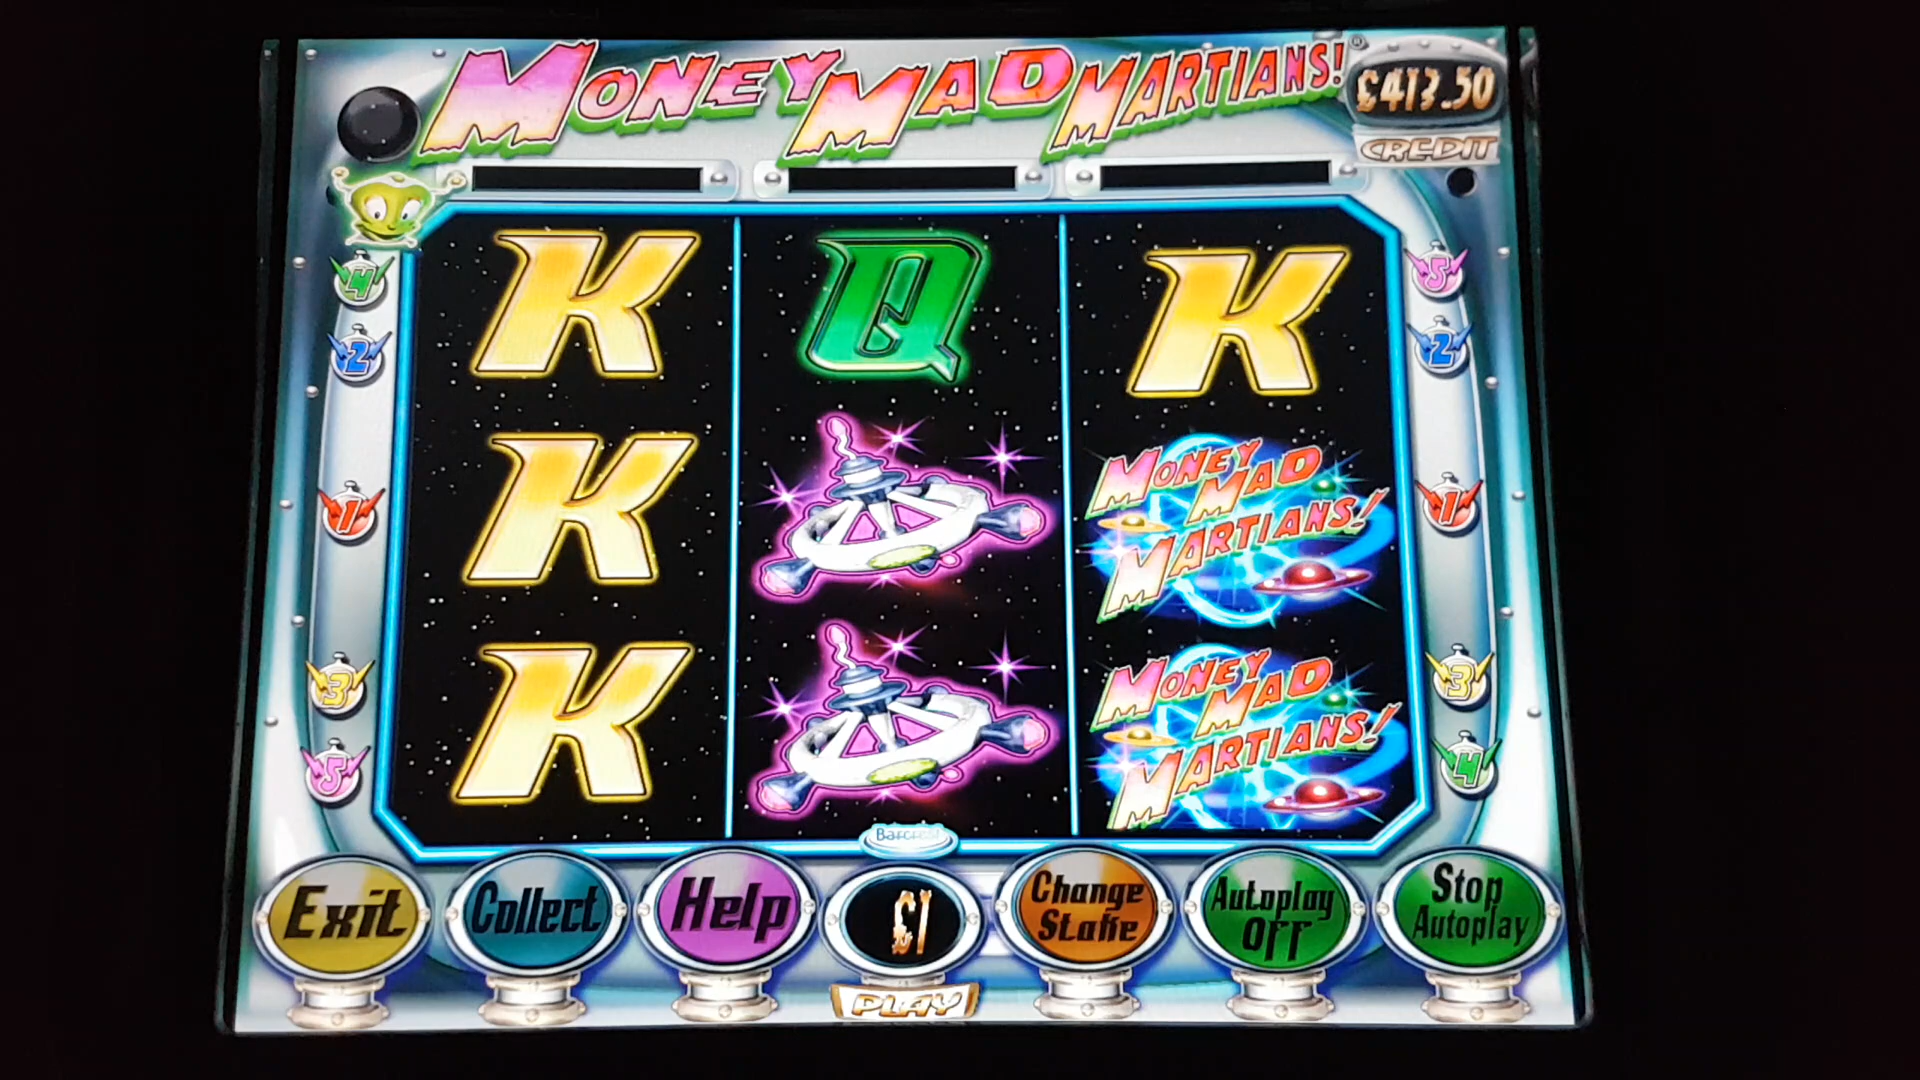 MONEY MAD MARTIANS!®
£413.50
CREDIT
K Q K
4 5
2 2
K MONEY MAD MARTIANS!
1 1
K MONEY MAD MARTIANS!
3 3
5 4
Barcrest
Exit
Collect
Help
£1
PLAY
Change
Stake
Autoplay
OFF
Stop
Autoplay